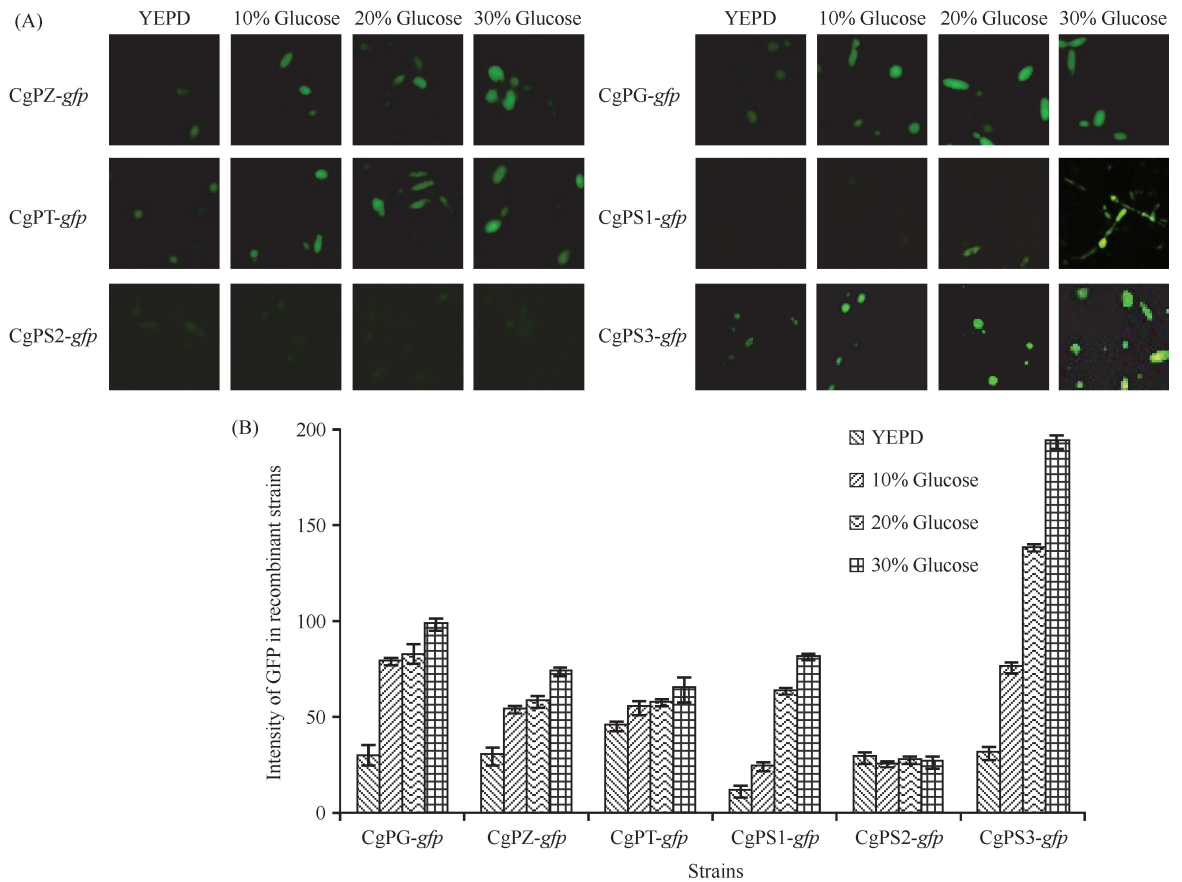 (A)
YEPD 10% Glucose 20% Glucose 30% Glucose
YEPD 10% Glucose 20% Glucose 30% Glucose
CgPZ-gfp
CgPG-gfp
CgPT-gfp
CgPS1-gfp
CgPS2-gfp
CgPS3-gfp
(B)
Intensity of GFP in recombinant strains
200
150
100
50
0
YEPD
10% Glucose
20% Glucose
30% Glucose
CgPG-gfp CgPZ-gfp CgPT-gfp CgPS1-gfp CgPS2-gfp CgPS3-gfp
Strains